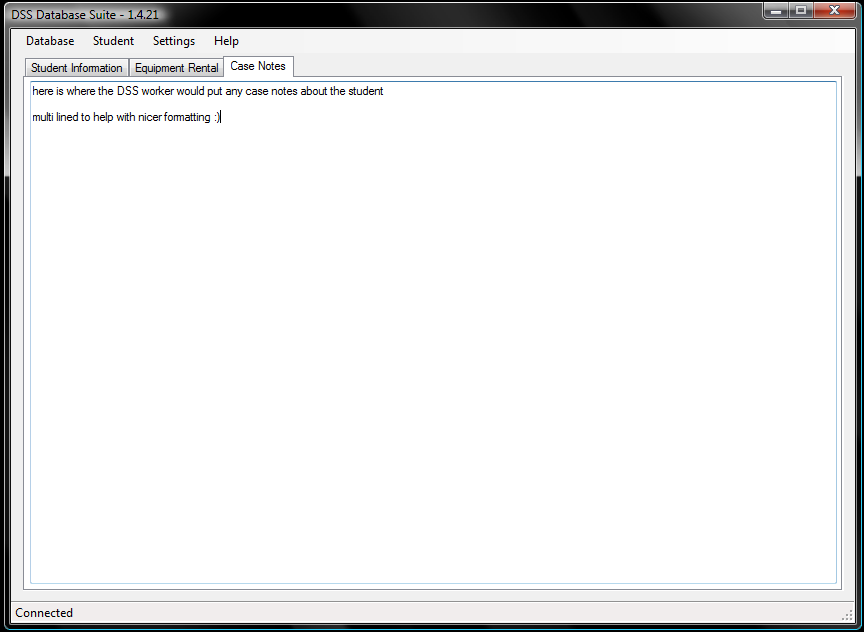 DSS Database Suite - 1.4.21
Database Student Settings Help
Student Information Equipment Rental Case Notes
here is where the DSS worker would put any case notes about the student
multi lined to help with nicer formatting :)
Connected